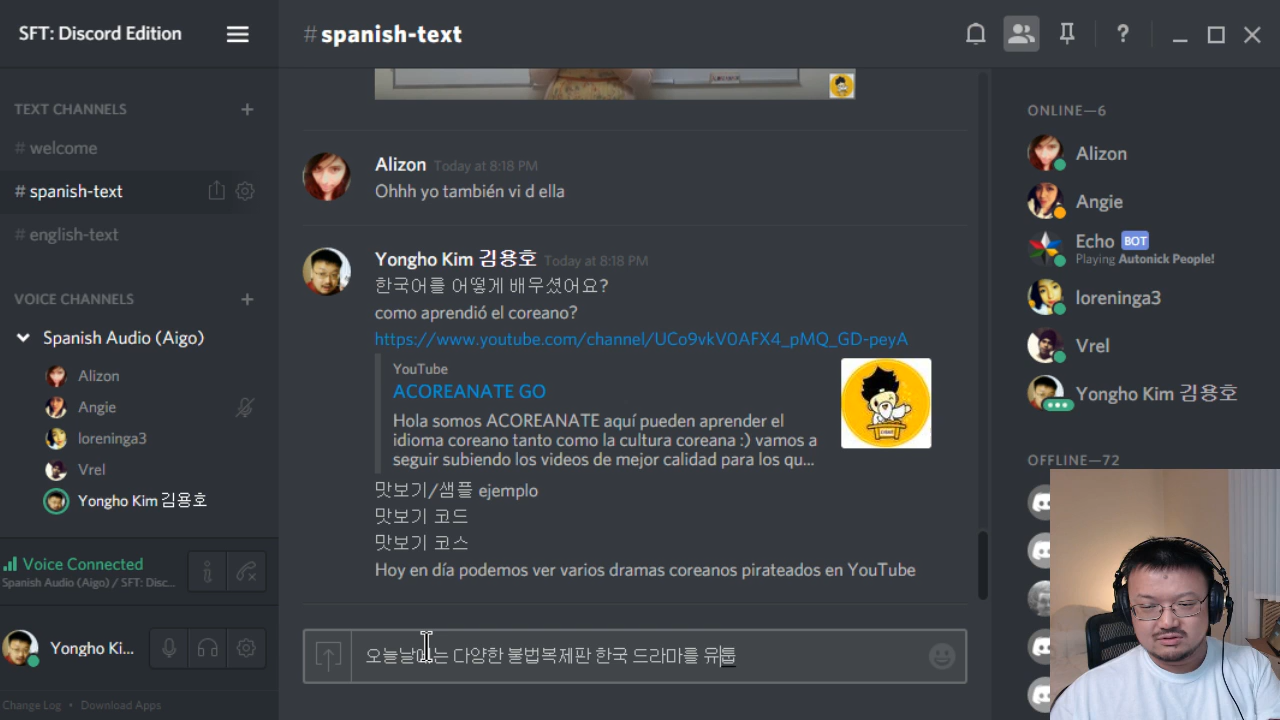 SFT: Discord Edition
TEXT CHANNELS
# welcome
# spanish-text
# english-text
VOICE CHANNELS
Spanish Audio (Aigo)
Alizon
Angie
loreninga3
Vrel
Yongho Kim 김용호
Voice Connected
Spanish Audio (Aigo) / SFT: Disc...
Yongho Ki...
Change Log • Download Apps
# spanish-text
Alizon Today at 8:18 PM
Ohhh yo también vi d ella
Yongho Kim 김용호 Today at 8:18 PM
한국어를 어떻게 배우셨어요?
como aprendió el coreano?
https://www.youtube.com/channel/UCo9vkV0AFX4_pMQ_GD-peyA
YouTube
ACOREANATE GO
Hola somos ACOREANATE aquí pueden aprender el
idioma coreano tanto como la cultura coreana :) vamos a
seguir subiendo los videos de mejor calidad para los qu...
맛보기/샘플 ejemplo
맛보기 코드
맛보기 코스
Hoy en día podemos ver varios dramas coreanos pirateados en YouTube
오늘날에는 다양한 불법복제판 한국 드라마를 유툽
ONLINE—6
Alizon
Angie
Echo BOT
Playing Autonick People!
loreninga3
Vrel
Yongho Kim 김용호
OFFLINE—72